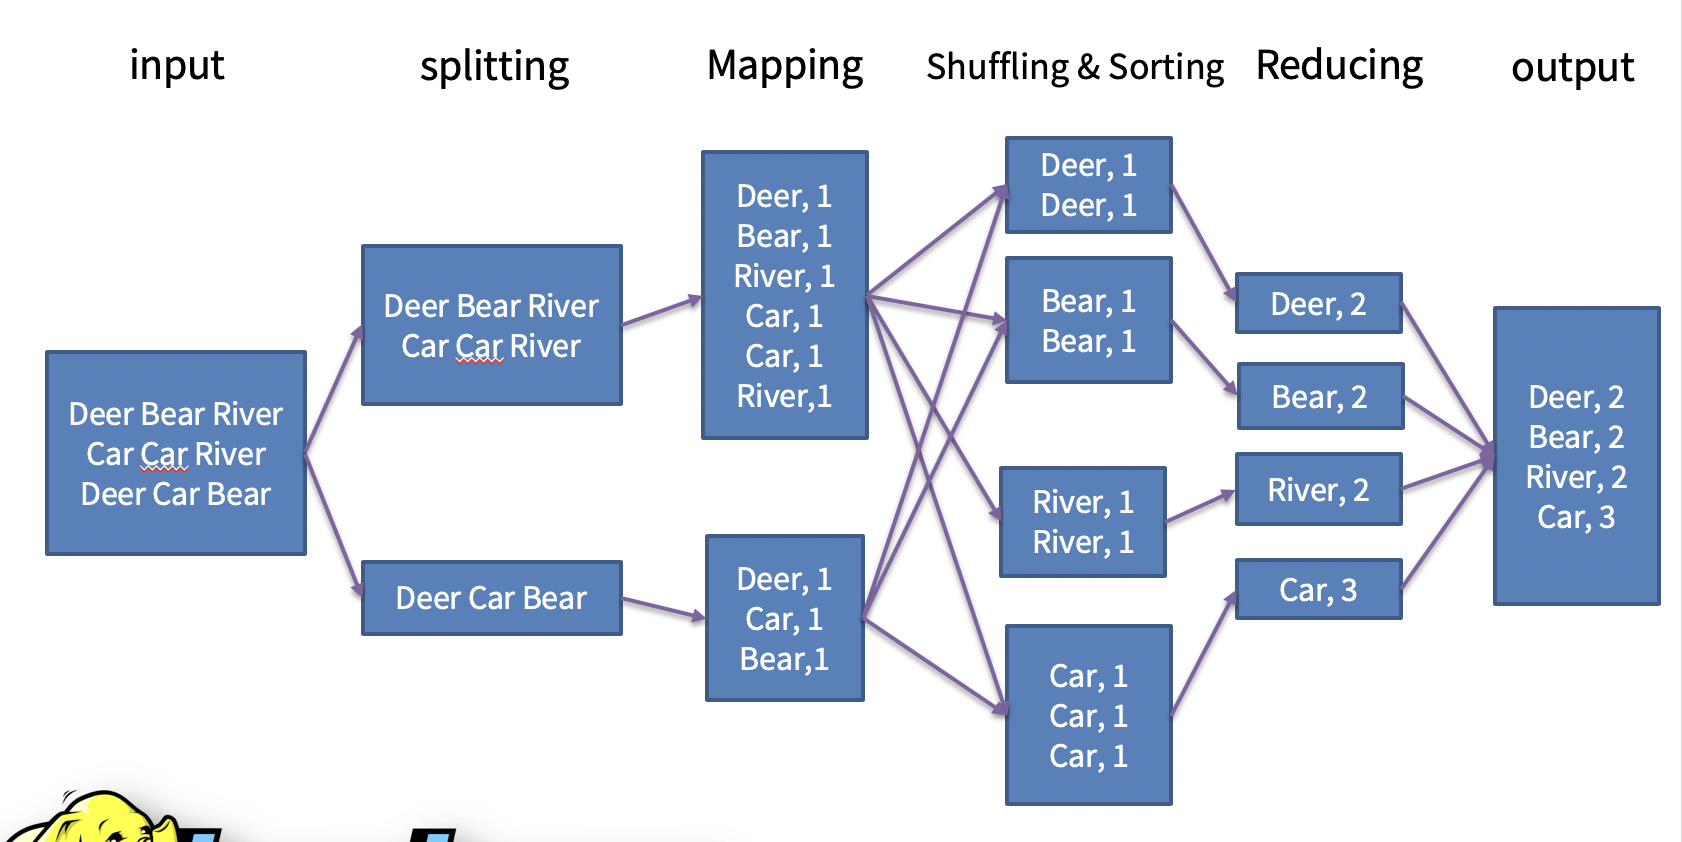 input
splitting
Mapping
Shuffling & Sorting
Reducing
output
Deer Bear River
Car Car River
Deer Car Bear
Deer Bear River
Car Car River
Deer Car Bear
Deer, 1
Bear, 1
River, 1
Car, 1
Car, 1
River,1
Deer, 1
Car, 1
Bear,1
Deer, 1
Deer, 1
Bear, 1
Bear, 1
River, 1
River, 1
Car, 1
Car, 1
Car, 1
Deer, 2
Bear, 2
River, 2
Car, 3
Deer, 2
Bear, 2
River, 2
Car, 3